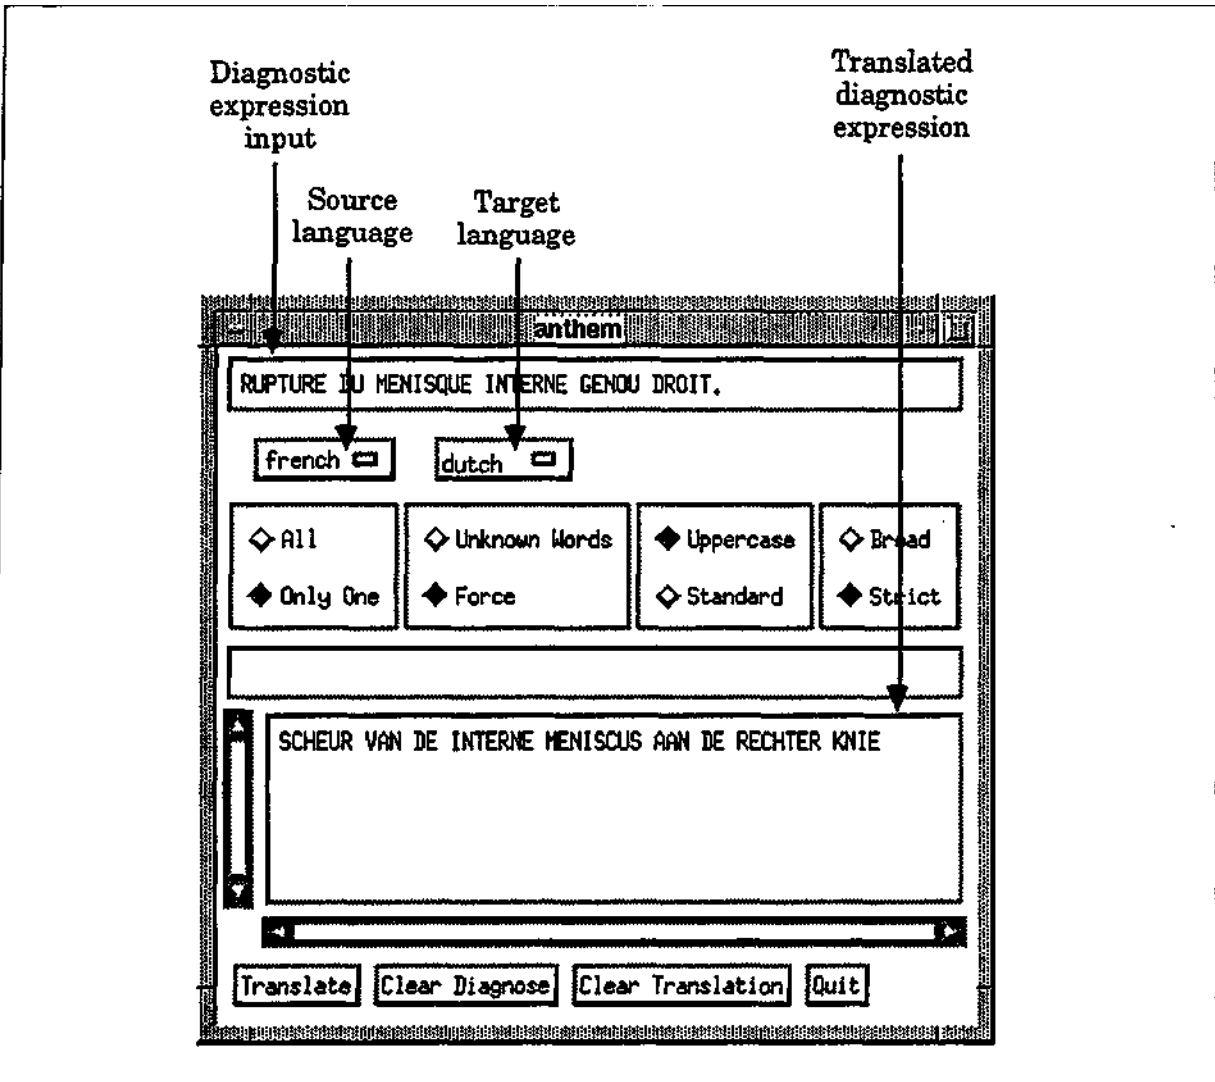 Diagnostic
expression
input
Translated
diagnostic
expression
Source
language
Target
language
anthem
RUPTURE DU MENISQUE INTERNE GENOU DROIT.
french
dutch
All
Only One
Unknown Words
Force
Uppercase
Standard
Broad
Strict
SCHEUR VAN DE INTERNE MENISCUS AAN DE RECHTER KNIE
Translate
Clear Diagnose
Clear Translation
Quit